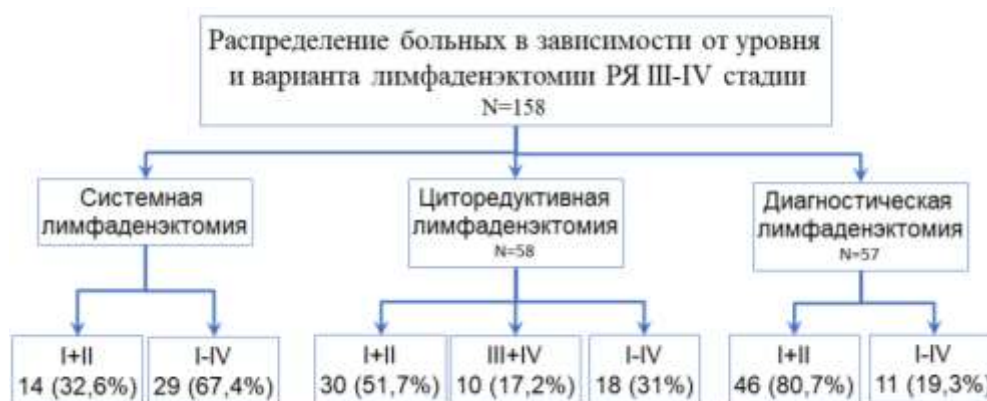 Распределение больных в зависимости от уровня
и варианта лимфаденэктомии РЯ III-IV стадии
N=158
Системная
лимфаденэктомия
Циторедуктивная
лимфаденэктомия
N=58
Диагностическая
лимфаденэктомия
N=57
I+II
14 (32,6%)
I-IV
29 (67,4%)
I+II
30 (51,7%)
III+IV
10 (17,2%)
I-IV
18 (31%)
I+II
46 (80,7%)
I-IV
11 (19,3%)